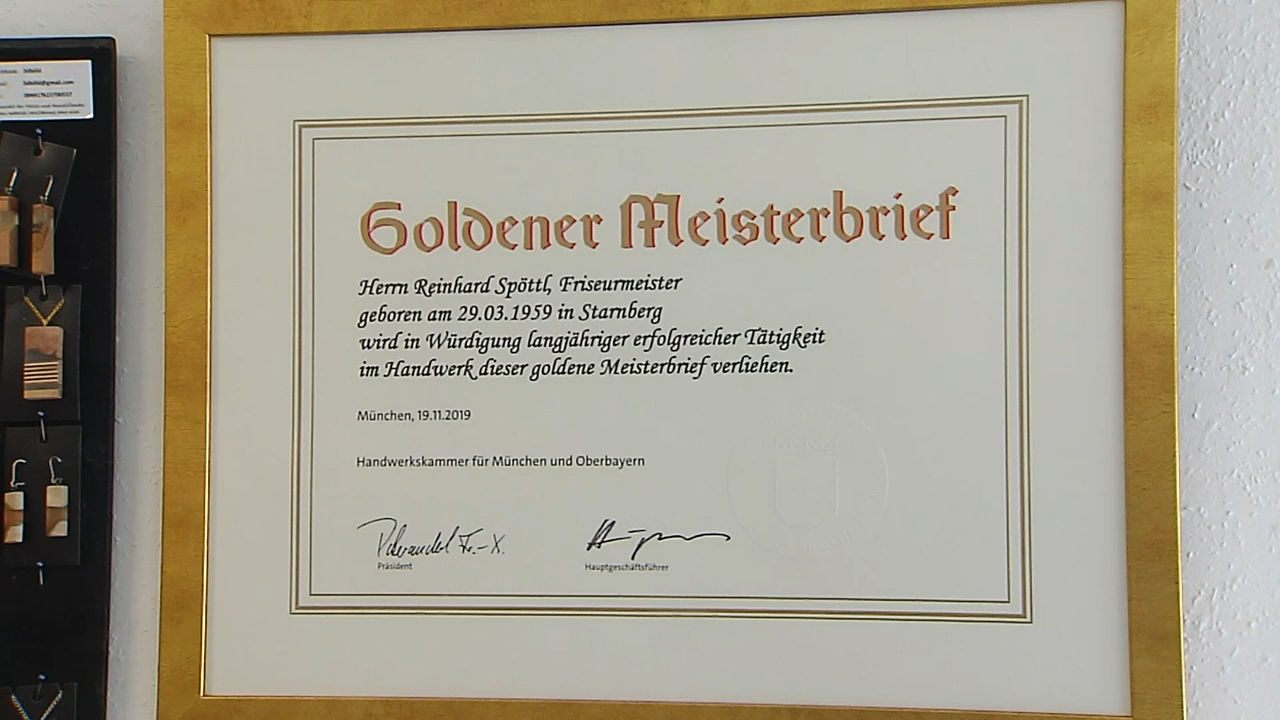 Goldener Meisterbrief
Herrn Reinhard Spöttl, Friseurmeister
geboren am 29.03.1959 in Starnberg
wird in Würdigung langjähriger erfolgreicher Tätigkeit
im Handwerk dieser goldene Meisterbrief verliehen.
München, 19.11.2019
Handwerkskammer für München und Oberbayern
Fr.-X.
Präsident
Hauptgeschäftsführer